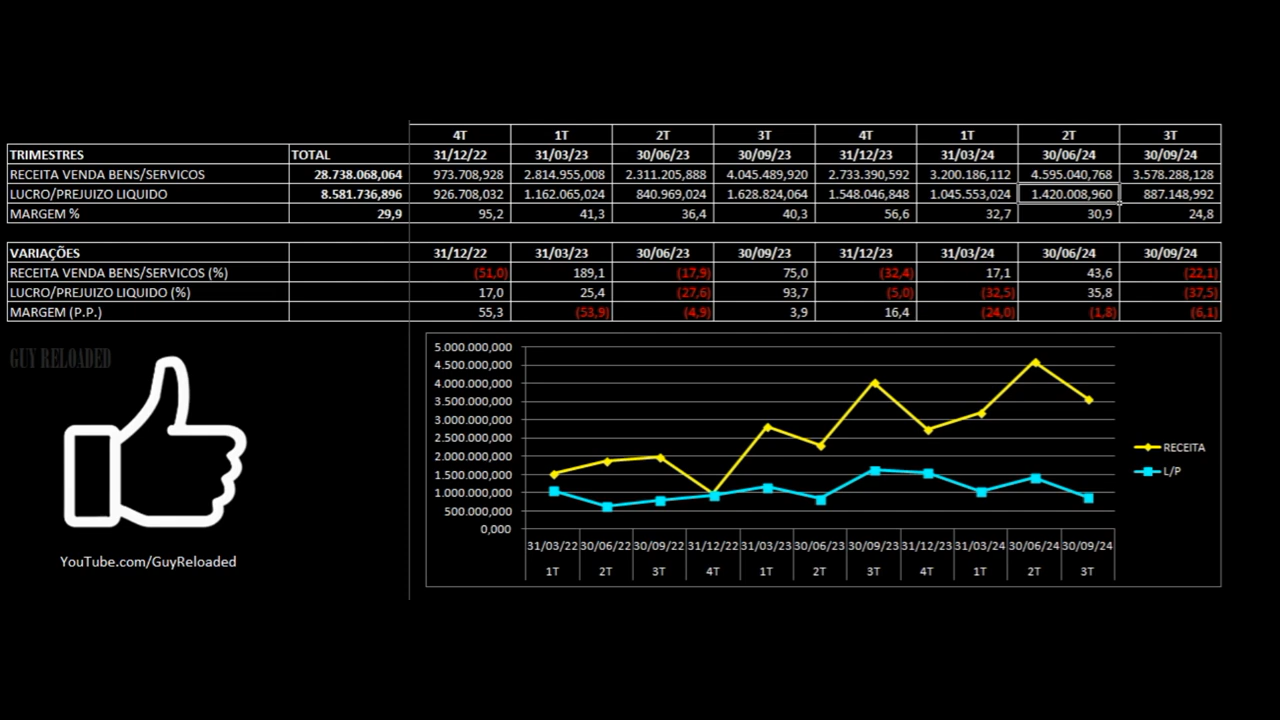 4T 1T 2T 3T 4T 1T 2T 3T
TRIMESTRES TOTAL 31/12/22 31/03/23 30/06/23 30/09/23 31/12/23 31/03/24 30/06/24 30/09/24
RECEITA VENDA BENS/SERVICOS 28.738.068,064 973.708,928 2.814.955,008 2.311.205,888 4.045.489,920 2.733.390,592 3.200.186,112 4.595.040,768 3.578.288,128
LUCRO/PREJUIZO LIQUIDO 8.581.736,896 926.708,032 1.162.065,024 840.969,024 1.628.824,064 1.548.046,848 1.045.553,024 1.420.008,960 887.148,992
MARGEM % 29,9 95,2 41,3 36,4 40,3 56,6 32,7 30,9 24,8
VARIAÇÕES 31/12/22 31/03/23 30/06/23 30/09/23 31/12/23 31/03/24 30/06/24 30/09/24
RECEITA VENDA BENS/SERVICOS (%) (51,0) 189,1 (17,9) 75,0 (32,4) 17,1 43,6 (22,1)
LUCRO/PREJUIZO LIQUIDO (%) 17,0 25,4 (27,6) 93,7 (5,0) (32,5) 35,8 (37,5)
MARGEM (P.P.) 55,3 (53,9) (4,9) 3,9 16,4 (24,0) (1,8) (6,1)
GUY RELOADED
YouTube.com/GuyReloaded
5.000.000,000
4.500.000,000
4.000.000,000
3.500.000,000
3.000.000,000
2.500.000,000
2.000.000,000
1.500.000,000
1.000.000,000
500.000,000
0,000
31/03/22 30/06/22 30/09/22 31/12/22 31/03/23 30/06/23 30/09/23 31/12/23 31/03/24 30/06/24 30/09/24
1T 2T 3T 4T 1T 2T 3T 4T 1T 2T 3T
RECEITA
L/P